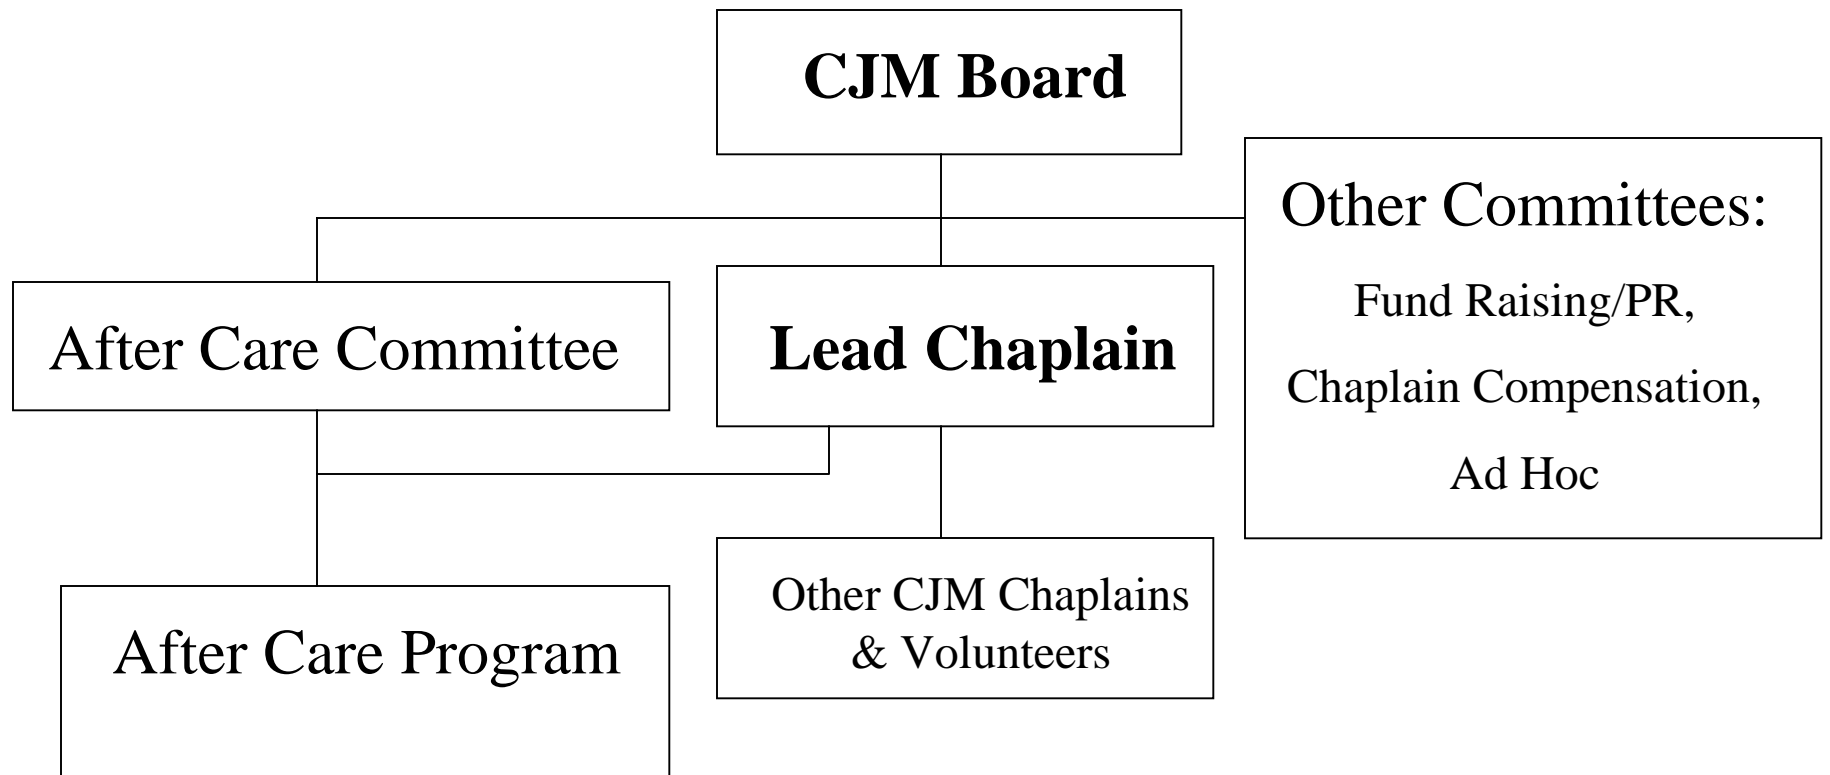 CJM Board
Other Committees:
Fund Raising/PR,
Chaplain Compensation,
Ad Hoc
After Care Committee
Lead Chaplain
Other CJM Chaplains
& Volunteers
After Care Program